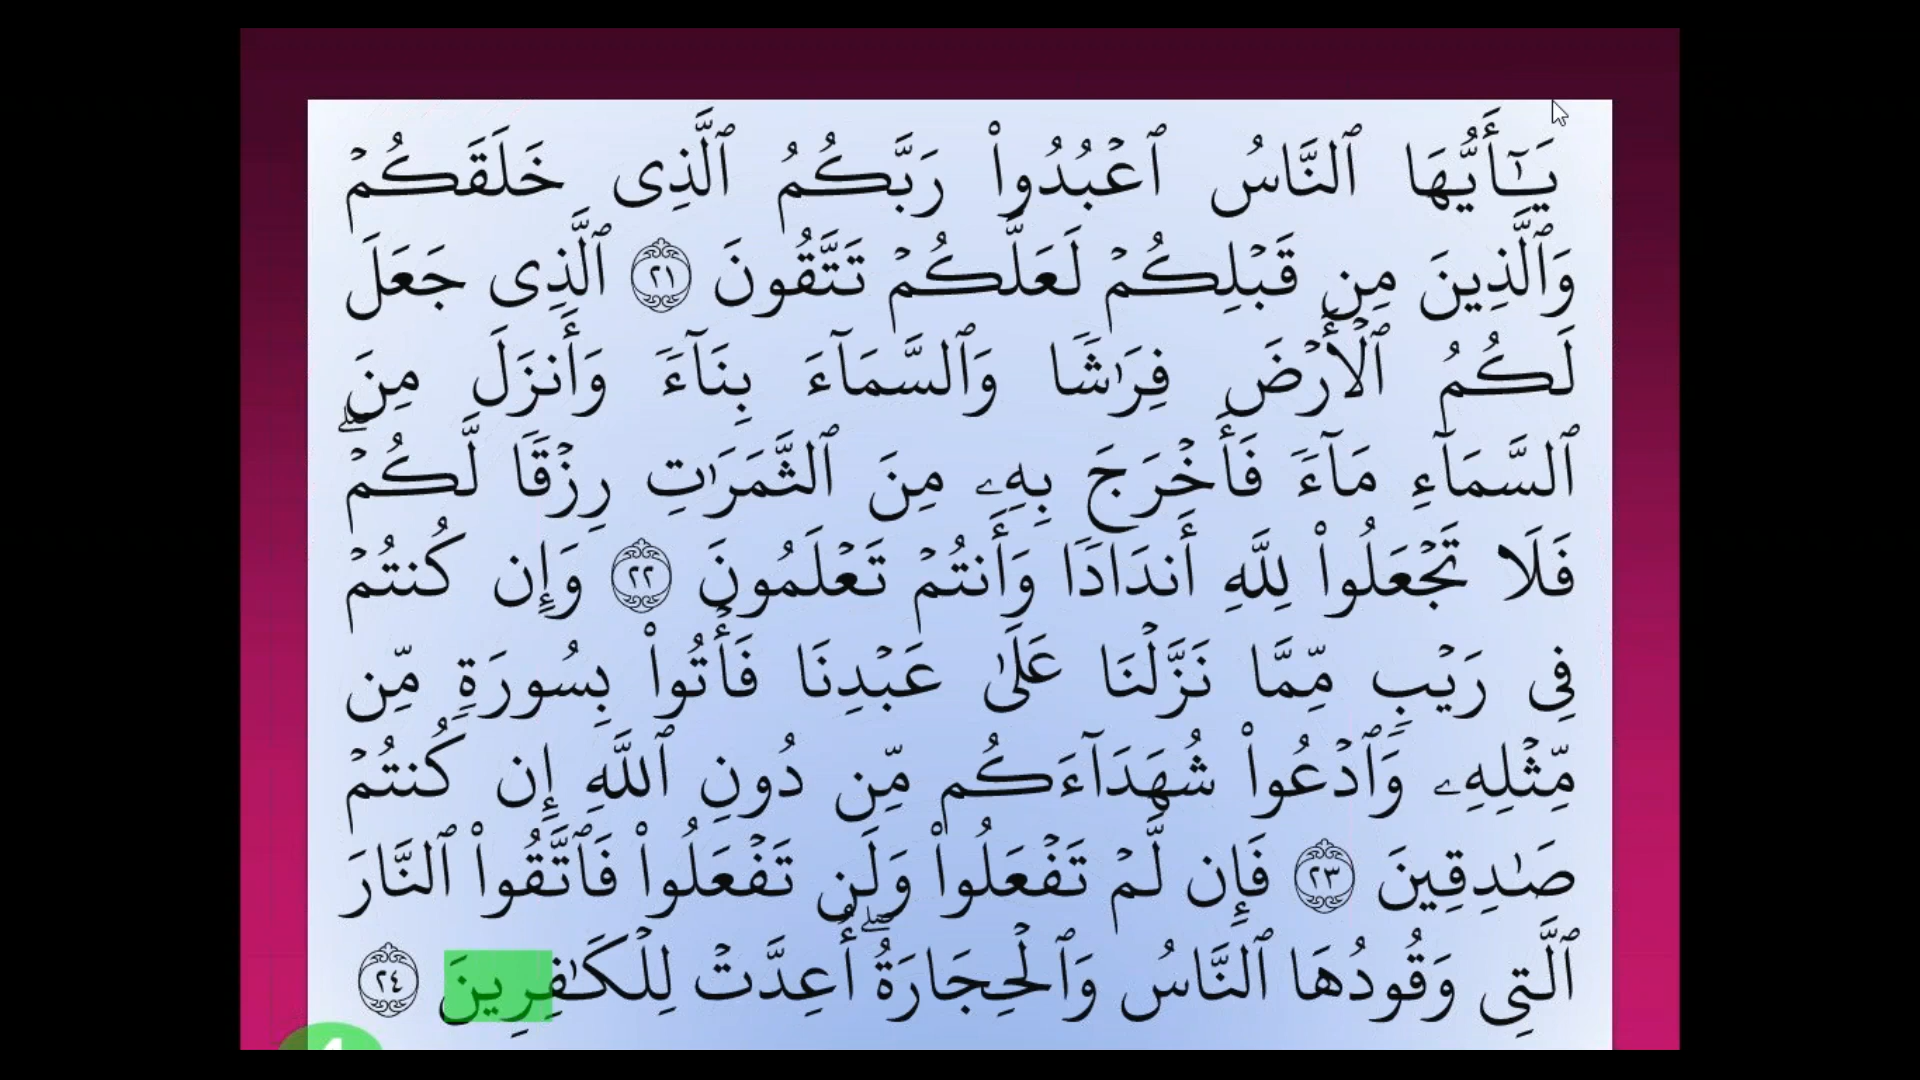 يَـٰٓأَيُّهَا ٱلنَّاسُ ٱعۡبُدُواْ رَبَّكُمُ ٱلَّذِى خَلَقَكُمۡ
وَٱلَّذِينَ مِن قَبۡلِكُمۡ لَعَلَّكُمۡ تَتَّقُونَ ٢١ ٱلَّذِى جَعَلَ
لَكُمُ ٱلۡأَرۡضَ فِرَٰشًا وَٱلسَّمَآءَ بِنَآءً وَأَنزَلَ مِنَ
ٱلسَّمَآءِ مَآءً فَأَخۡرَجَ بِهِۦ مِنَ ٱلثَّمَرَٰتِ رِزۡقًا لَّكُمۡۖ
فَلَا تَجۡعَلُواْ لِلَّهِ أَندَادًا وَأَنتُمۡ تَعۡلَمُونَ ٢٢ وَإِن كُنتُمۡ
فِى رَيۡبٍ مِّمَّا نَزَّلۡنَا عَلَىٰ عَبۡدِنَا فَأۡتُواْ بِسُورَةٍ مِّن
مِّثۡلِهِۦ وَٱدۡعُواْ شُهَدَآءَكُم مِّن دُونِ ٱللَّهِ إِن كُنتُمۡ
صَـٰدِقِينَ ٢٣ فَإِن لَّمۡ تَفۡعَلُواْ وَلَن تَفۡعَلُواْ فَٱتَّقُواْ ٱلنَّارَ
ٱلَّتِى وَقُودُهَا ٱلنَّاسُ وَٱلۡحِجَارَةُۖ أُعِدَّتۡ لِلۡكَـٰفِرِينَ ٢٤